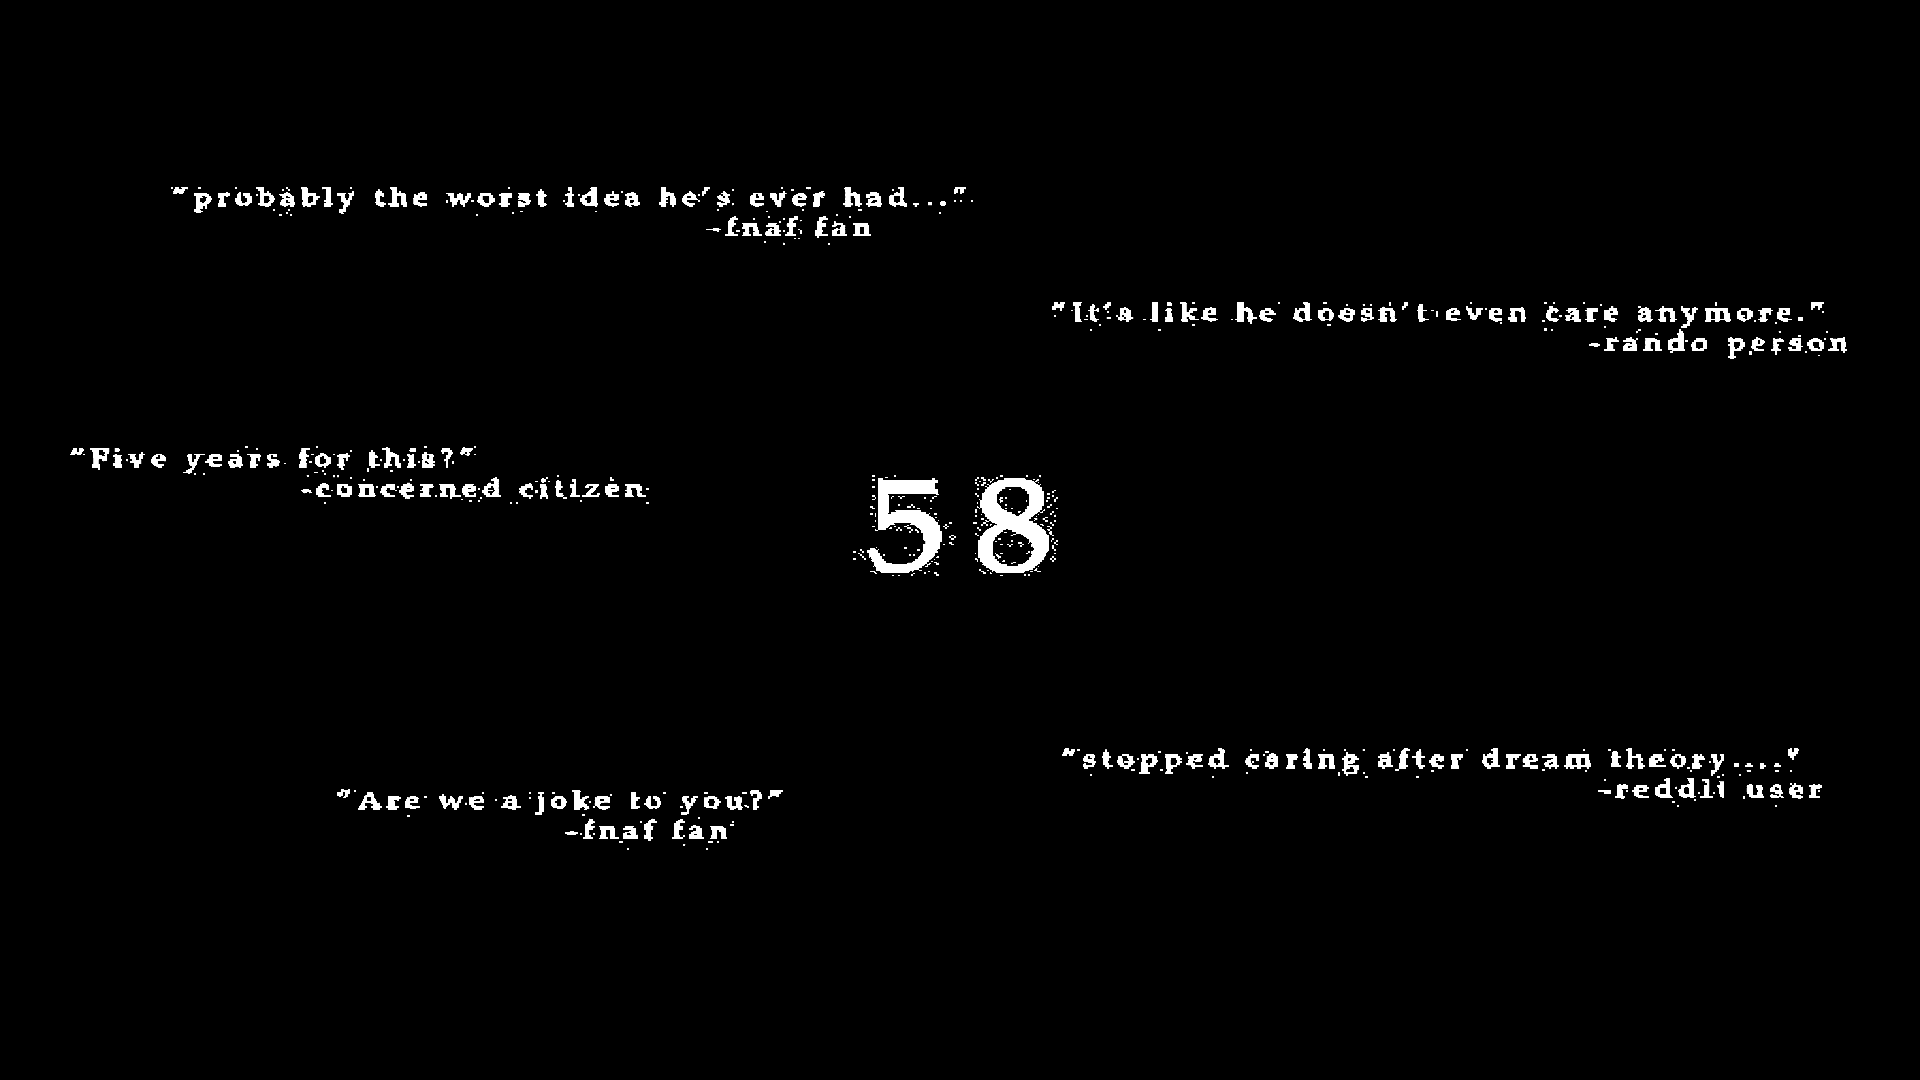 "probably the worst idea he's ever had..."
-fnaf fan
"It's like he doesn't even care anymore."
-rando person
"Five years for this?"
-concerned citizen
58
"stopped caring after dream theory...."
-reddit user
"Are we a joke to you?"
-fnaf fan